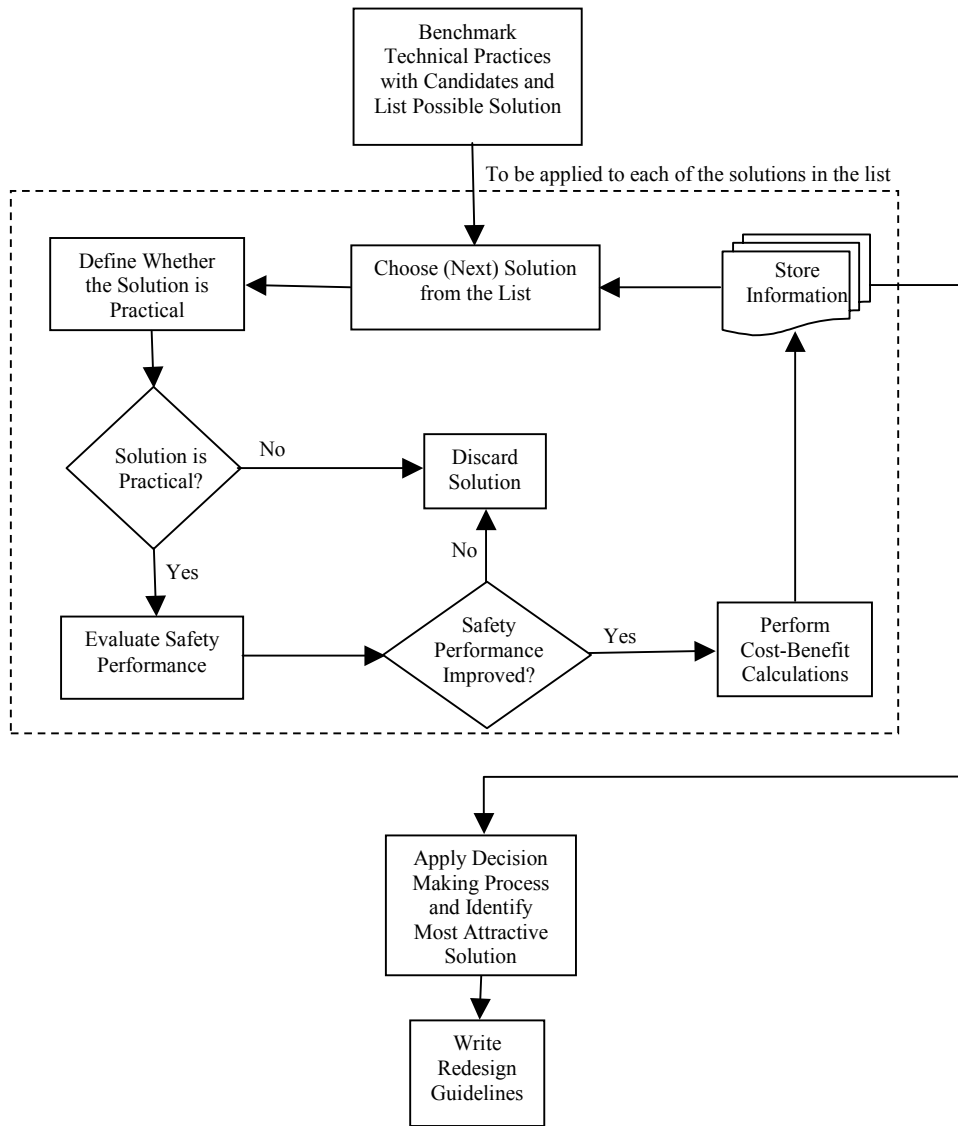 Benchmark
Technical Practices
with Candidates and
List Possible Solution
To be applied to each of the solutions in the list
Define Whether
the Solution is
Practical
Choose (Next) Solution
from the List
Store
Information
Solution is
Practical?
No
Discard
Solution
Yes
No
Evaluate Safety
Performance
Safety
Performance
Improved?
Yes
Perform
Cost-Benefit
Calculations
Apply Decision
Making Process
and Identify
Most Attractive
Solution
Write
Redesign
Guidelines